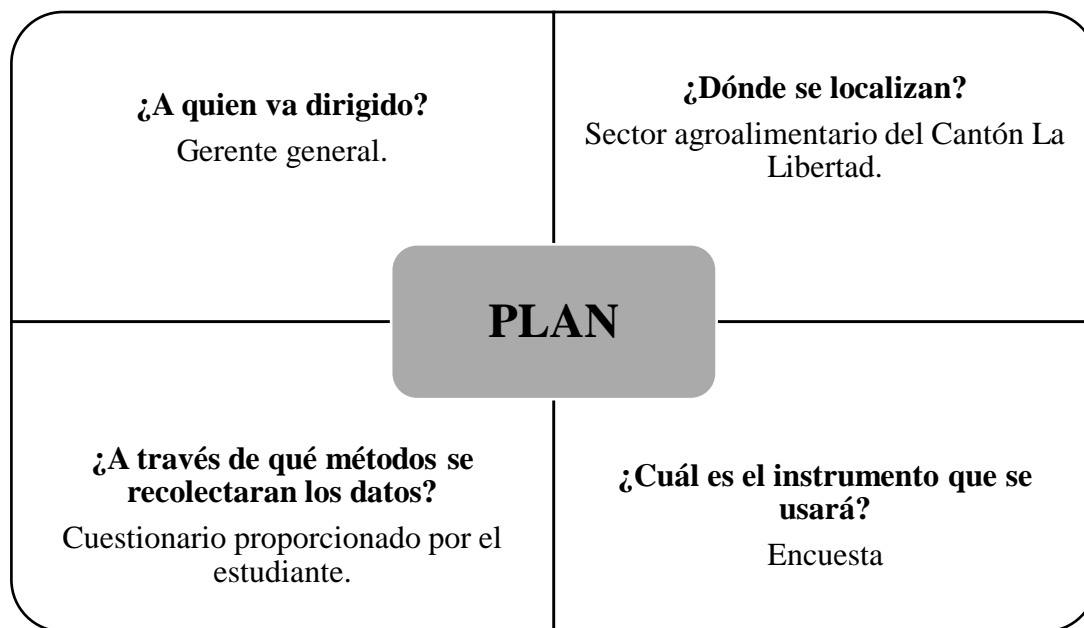 ¿A quien va dirigido?
Gerente general.
¿Dónde se localizan?
Sector agroalimentario del Cantón La
Libertad.
PLAN
¿A través de qué métodos se
recolectaran los datos?
Cuestionario proporcionado por el
estudiante.
¿Cuál es el instrumento que se
usará?
Encuesta